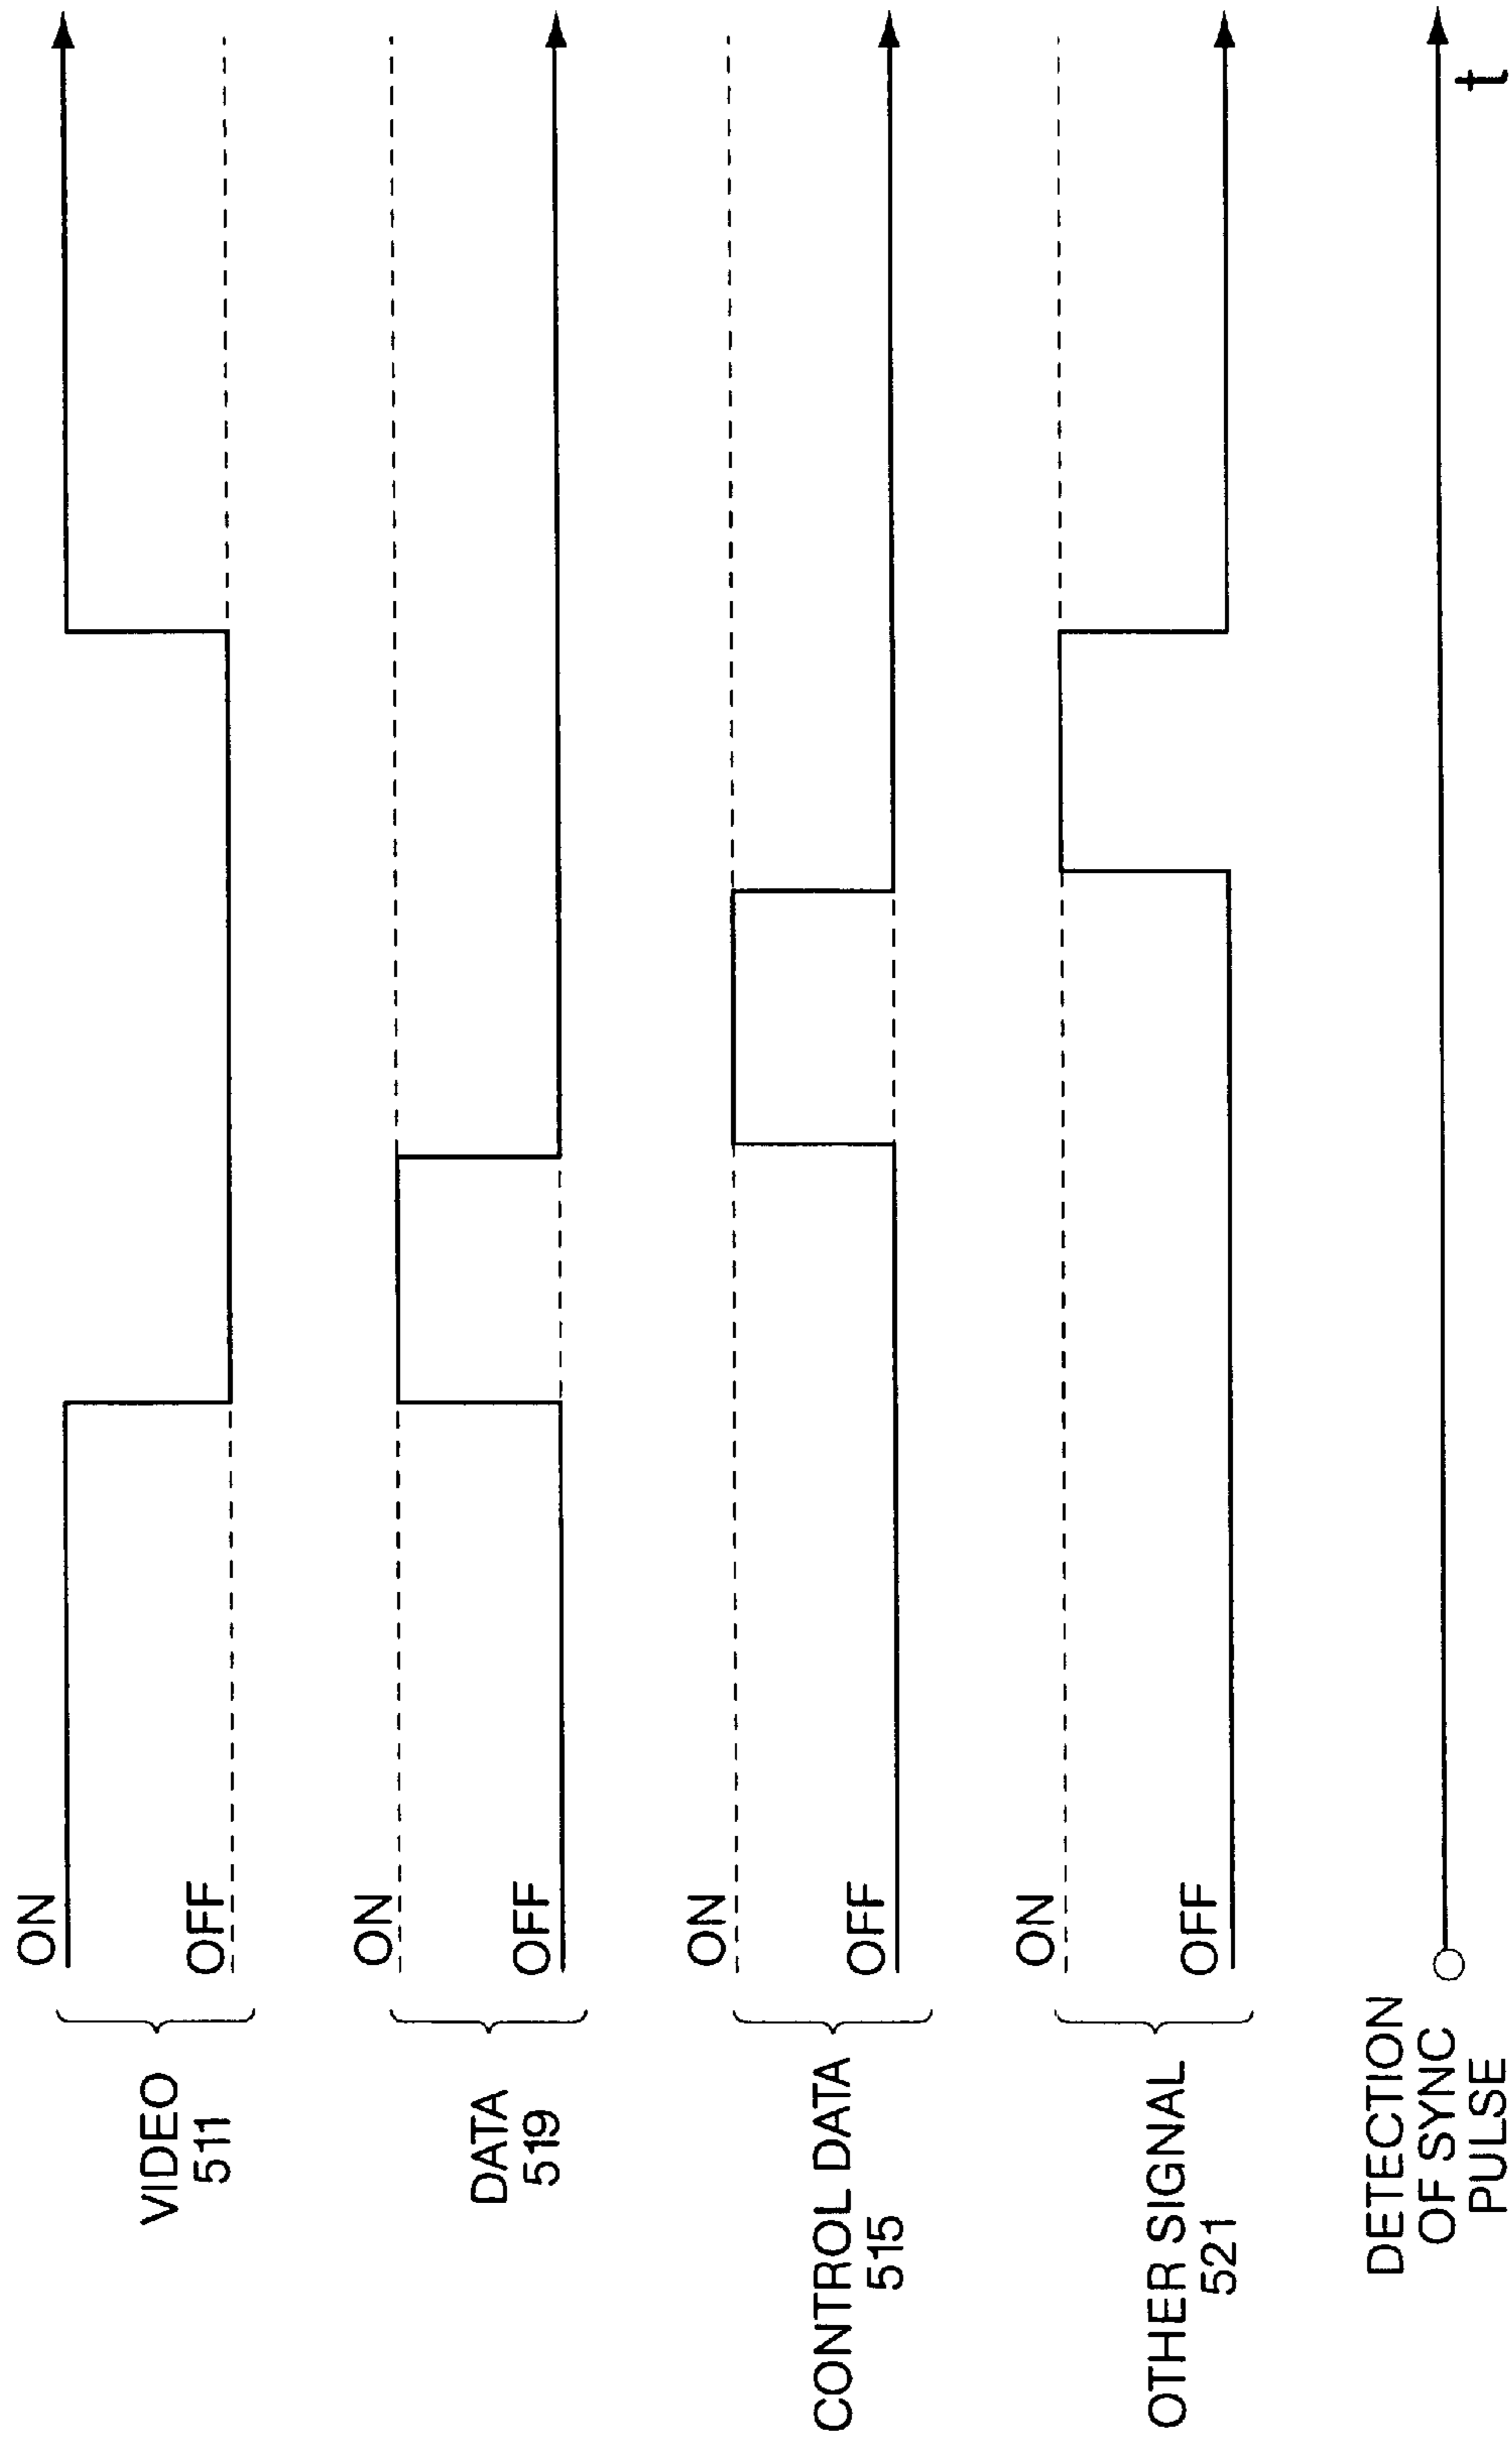 VIDEO
511
ON
OFF
DATA
519
ON
OFF
CONTROL DATA
515
ON
OFF
OTHER SIGNAL
521
ON
OFF
DETECTION
OF SYNC
PULSE
t